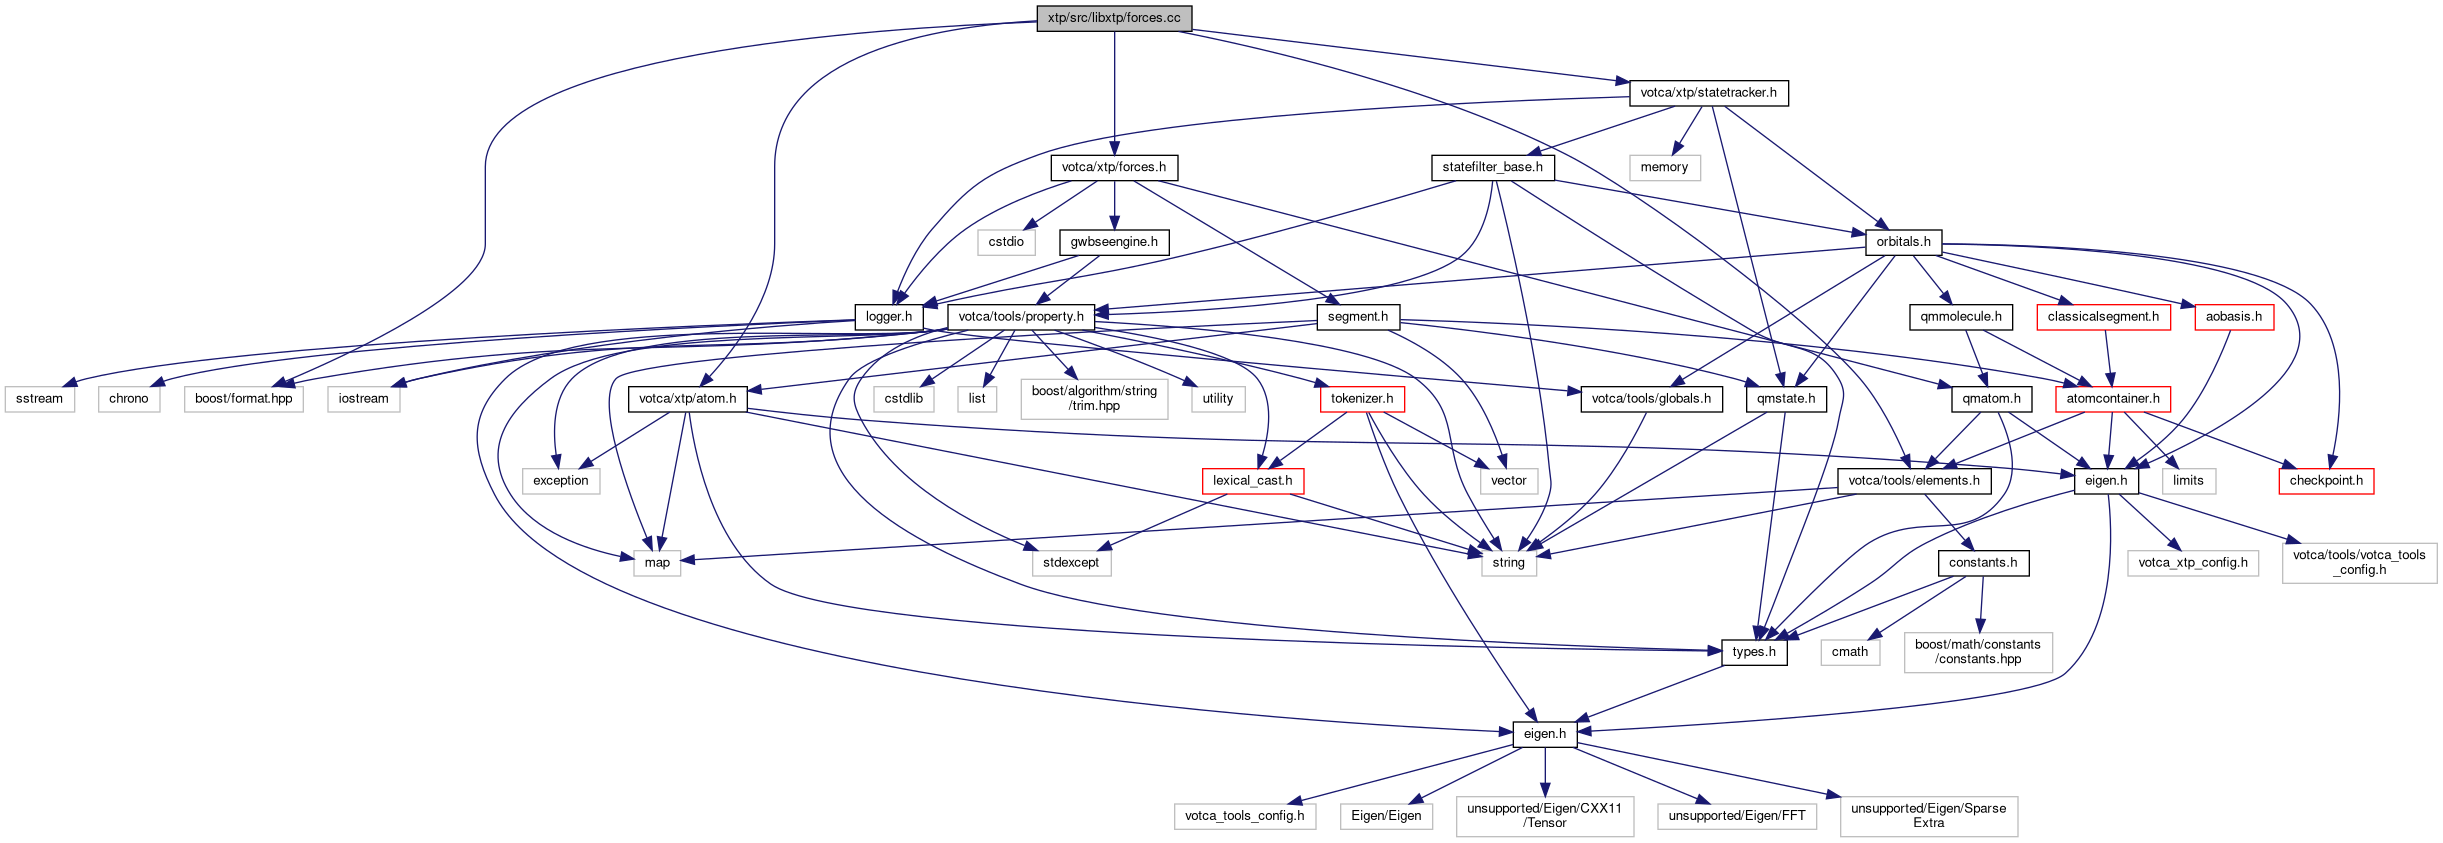 xtp/src/libxtp/forces.cc
votca/xtp/statetracker.h
votca/xtp/forces.h
statefilter_base.h
memory
cstdio
gwbseengine.h
orbitals.h
logger.h
votca/tools/property.h
segment.h
qmmolecule.h
classicalsegment.h
aobasis.h
sstream
chrono
boost/format.hpp
iostream
votca/xtp/atom.h
cstdlib
list
boost/algorithm/string
/trim.hpp
utility
tokenizer.h
votca/tools/globals.h
qmstate.h
qmatom.h
atomcontainer.h
exception
lexical_cast.h
vector
votca/tools/elements.h
eigen.h
limits
checkpoint.h
map
stdexcept
string
constants.h
votca_xtp_config.h
votca/tools/votca_tools
_config.h
types.h
cmath
boost/math/constants
/constants.hpp
eigen.h
votca_tools_config.h
Eigen/Eigen
unsupported/Eigen/CXX11
/Tensor
unsupported/Eigen/FFT
unsupported/Eigen/Sparse
Extra